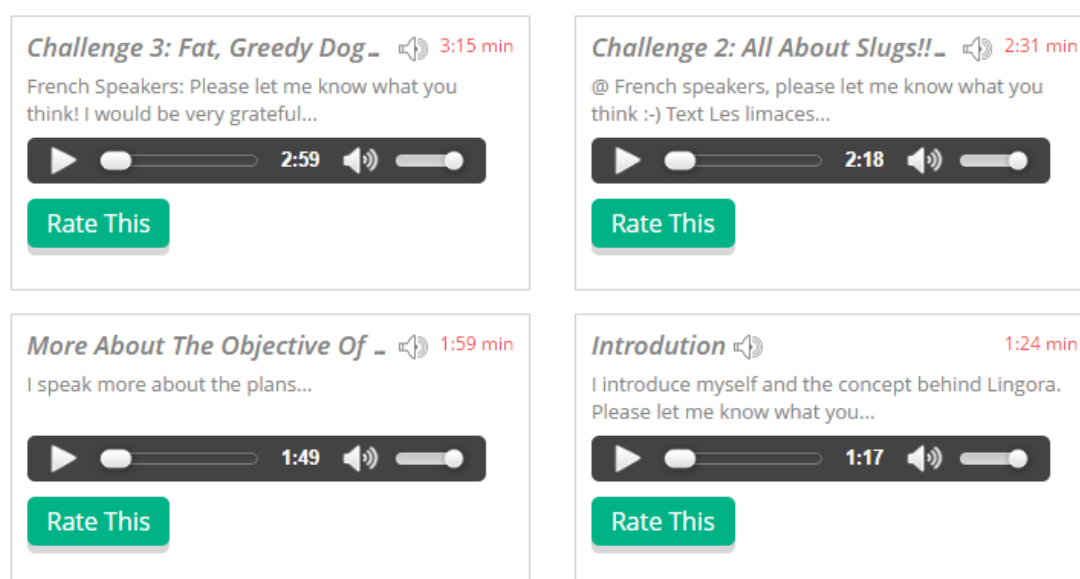 Challenge 3: Fat, Greedy Dog... 3:15 min
French Speakers: Please let me know what you
think! I would be very grateful...
2:59
Rate This
Challenge 2: All About Slugs!!... 2:31 min
@ French speakers, please let me know what you
think :-) Text Les limaces...
2:18
Rate This
More About The Objective Of ... 1:59 min
I speak more about the plans...
1:49
Rate This
Introdution 1:24 min
I introduce myself and the concept behind Lingora.
Please let me know what you...
1:17
Rate This